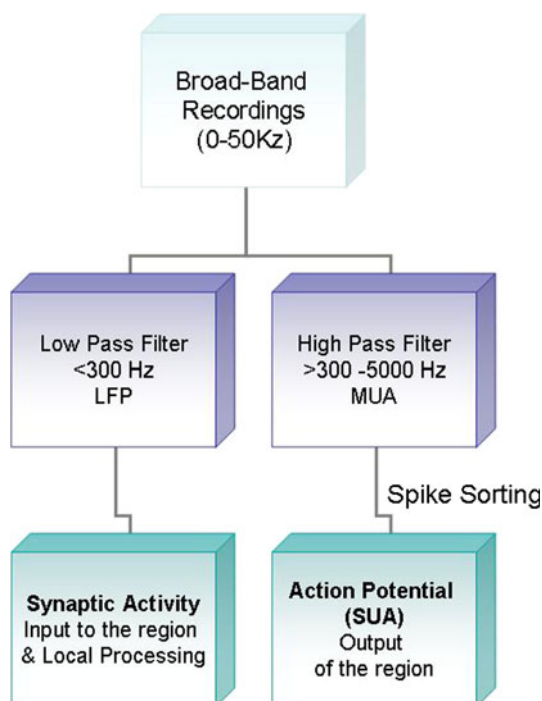 Broad-Band
Recordings
(0-50Kz)
Low Pass Filter
<300 Hz
LFP
High Pass Filter
>300 -5000 Hz
MUA
Spike Sorting
Synaptic Activity
Input to the region
& Local Processing
Action Potential
(SUA)
Output
of the region